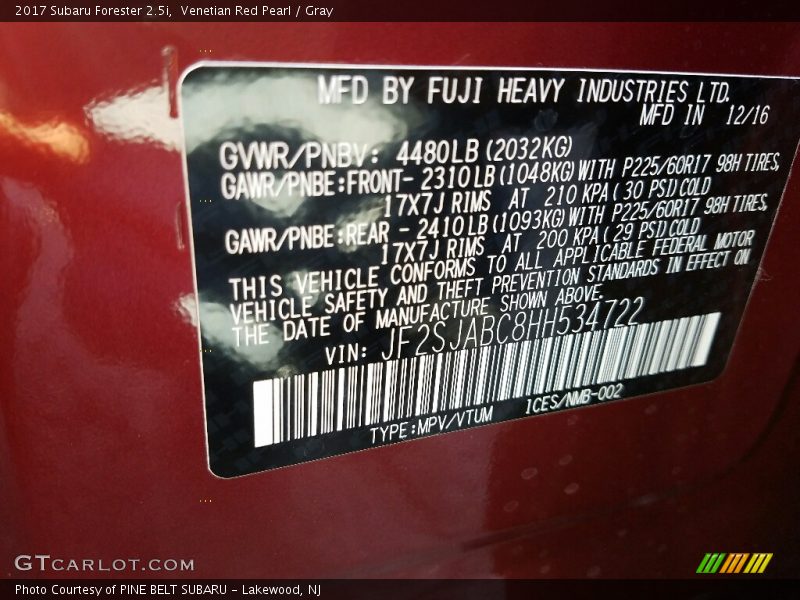 2017 Subaru Forester 2.5i,  Venetian Red Pearl / Gray
MFD BY FUJI HEAVY INDUSTRIES LTD.
MFD IN 12/16
GVWR/PNBV: 4480LB (2032KG)
GAWR/PNBE:FRONT- 2310LB (1048KG) WITH P225/60R17 98H TIRES,
17X7J RIMS AT 210 KPA ( 30 PSI) COLD
GAWR/PNBE:REAR - 2410LB (1093KG) WITH P225/60R17 98H TIRES,
17X7J RIMS AT 200 KPA ( 29 PSI) COLD
THIS VEHICLE CONFORMS TO ALL APPLICABLE FEDERAL MOTOR
VEHICLE SAFETY AND THEFT PREVENTION STANDARDS IN EFFECT ON
THE DATE OF MANUFACTURE SHOWN ABOVE.
VIN: JF2SJABC8HH534722
TYPE:MPV/VTUM ICES/NMB-002
GTCARLOT.COM
Photo Courtesy of PINE BELT SUBARU - Lakewood, NJ